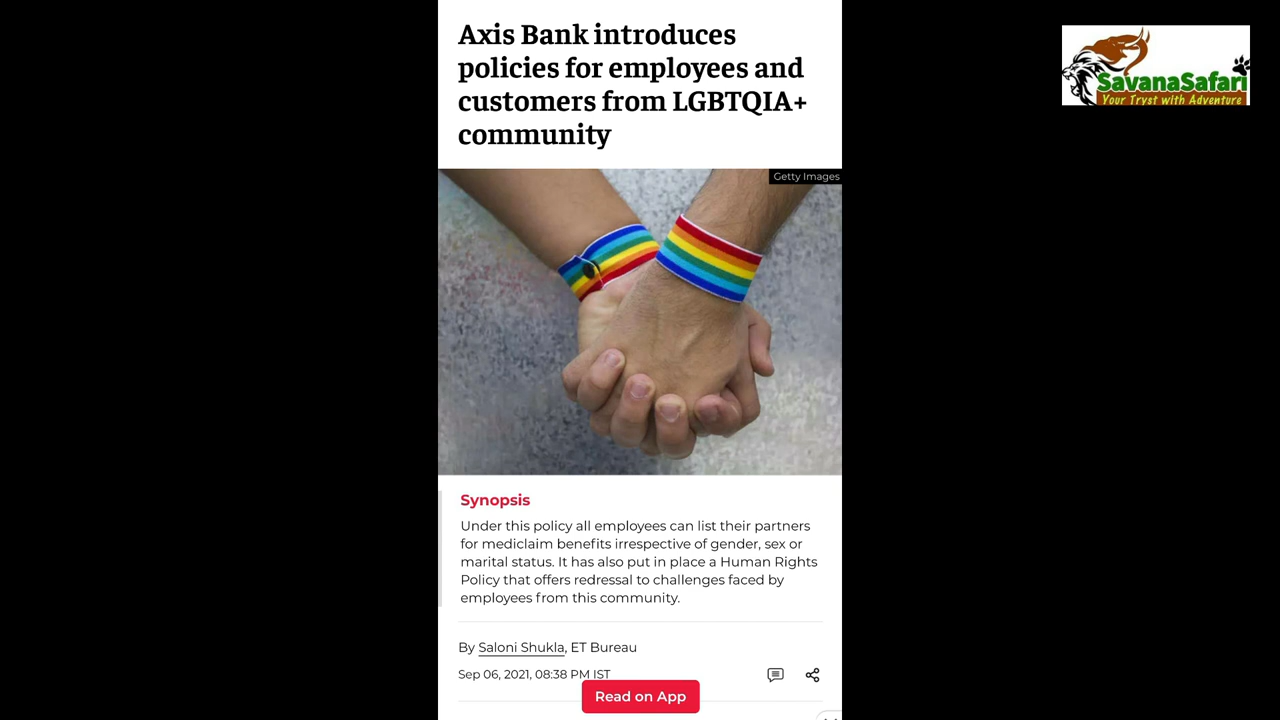 Axis Bank introduces
policies for employees and
customers from LGBTQIA+
community
SavanaSafari
Your Tryst with Adventure
Getty Images
Synopsis
Under this policy all employees can list their partners
for mediclaim benefits irrespective of gender, sex or
marital status. It has also put in place a Human Rights
Policy that offers redressal to challenges faced by
employees from this community.
By Saloni Shukla, ET Bureau
Sep 06, 2021, 08:38 PM IST
Read on App